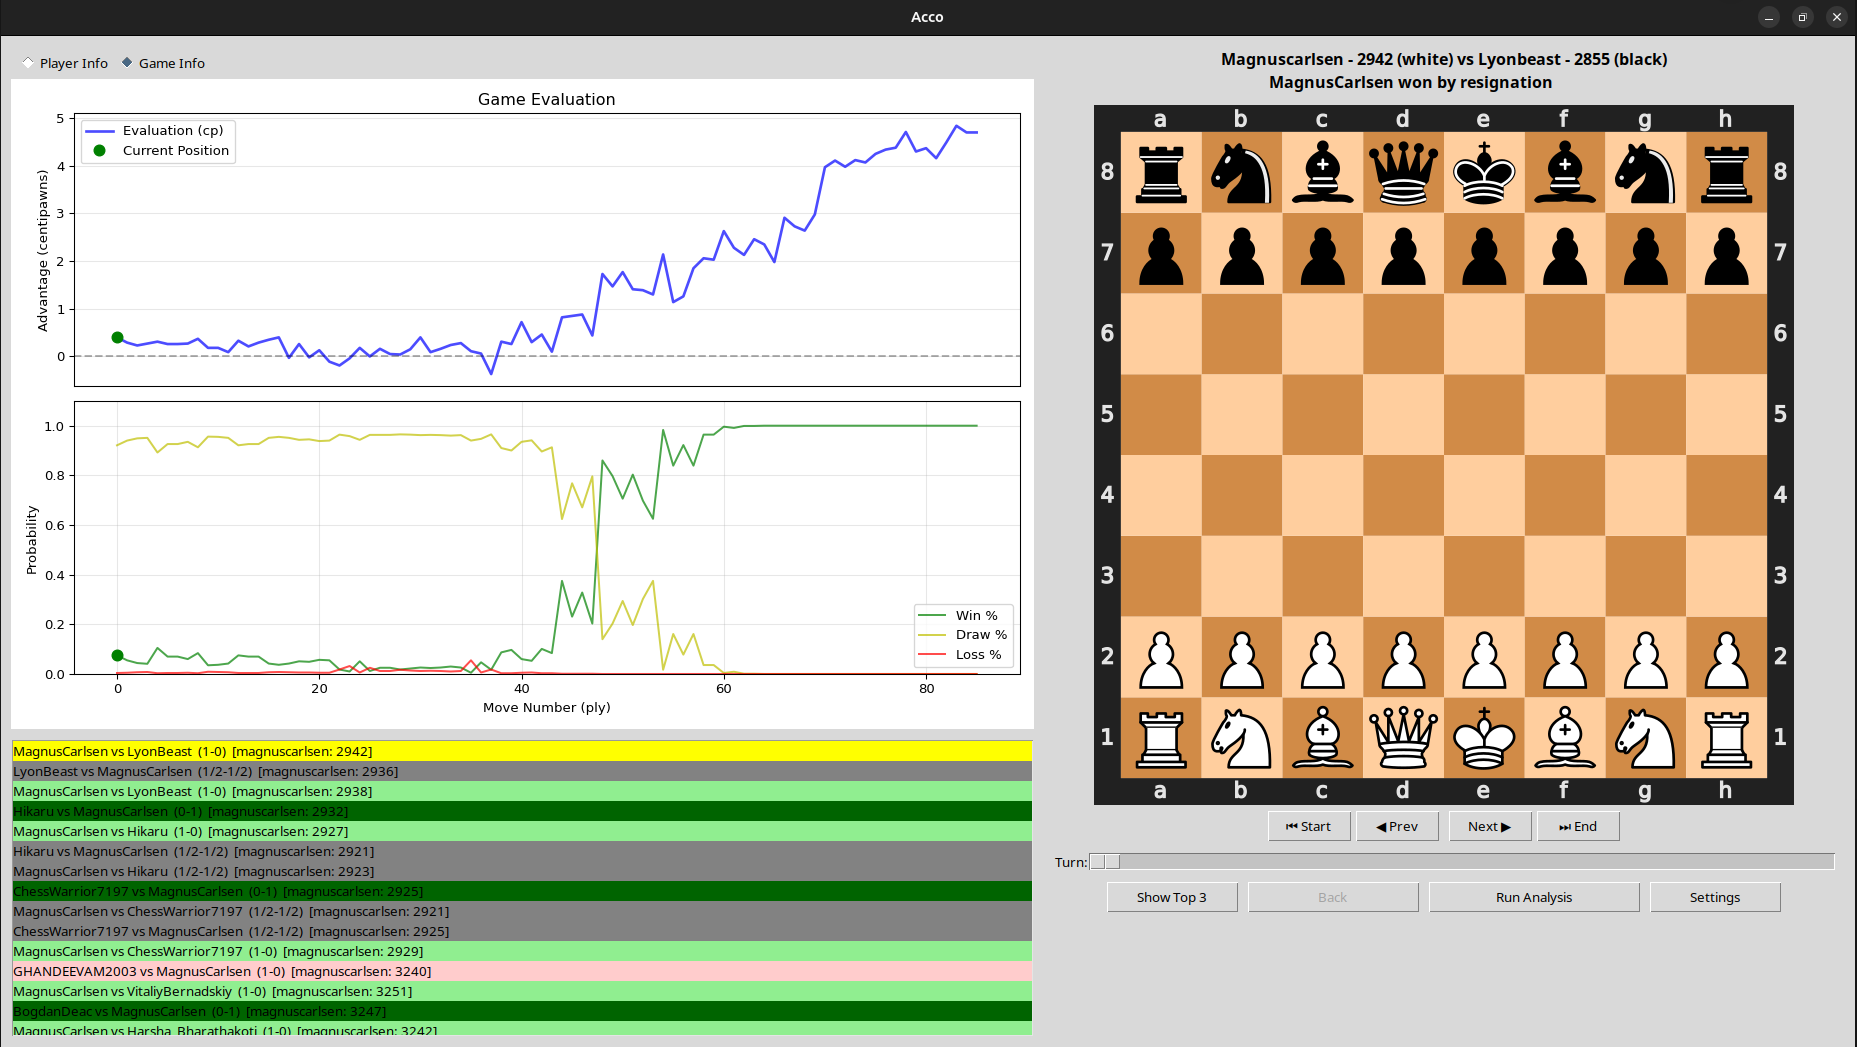 Acco
Player Info
Game Info
Game Evaluation
Evaluation (cp)
Current Position
Advantage (centipawns)
5
4
3
2
1
0
Probability
1.0
0.8
0.6
0.4
0.2
0.0
Win %
Draw %
Loss %
0 20 40 60 80
Move Number (ply)
MagnusCarlsen vs LyonBeast (1-0) [magnuscarlsen: 2942]
LyonBeast vs MagnusCarlsen (1/2-1/2) [magnuscarlsen: 2936]
MagnusCarlsen vs LyonBeast (1-0) [magnuscarlsen: 2938]
Hikaru vs MagnusCarlsen (0-1) [magnuscarlsen: 2932]
MagnusCarlsen vs Hikaru (1-0) [magnuscarlsen: 2927]
Hikaru vs MagnusCarlsen (1/2-1/2) [magnuscarlsen: 2921]
MagnusCarlsen vs Hikaru (1/2-1/2) [magnuscarlsen: 2923]
ChessWarrior7197 vs MagnusCarlsen (0-1) [magnuscarlsen: 2925]
MagnusCarlsen vs ChessWarrior7197 (1/2-1/2) [magnuscarlsen: 2921]
ChessWarrior7197 vs MagnusCarlsen (1/2-1/2) [magnuscarlsen: 2925]
MagnusCarlsen vs ChessWarrior7197 (1-0) [magnuscarlsen: 2929]
GHANDEEVAM2003 vs MagnusCarlsen (1-0) [magnuscarlsen: 3240]
MagnusCarlsen vs VitaliyBernadskiy (1-0) [magnuscarlsen: 3251]
BogdanDeac vs MagnusCarlsen (0-1) [magnuscarlsen: 3247]
MagnusCarlsen vs Harsha_Bharathakoti (1-0) [magnuscarlsen: 3242]
Magnuscarlsen - 2942 (white) vs Lyonbeast - 2855 (black)
MagnusCarlsen won by resignation
a b c d e f g h
8 8
7 7
6 6
5 5
4 4
3 3
2 2
1 1
a b c d e f g h
⏮ Start
◀ Prev
Next ▶
⏭ End
Turn:
Show Top 3
Back
Run Analysis
Settings